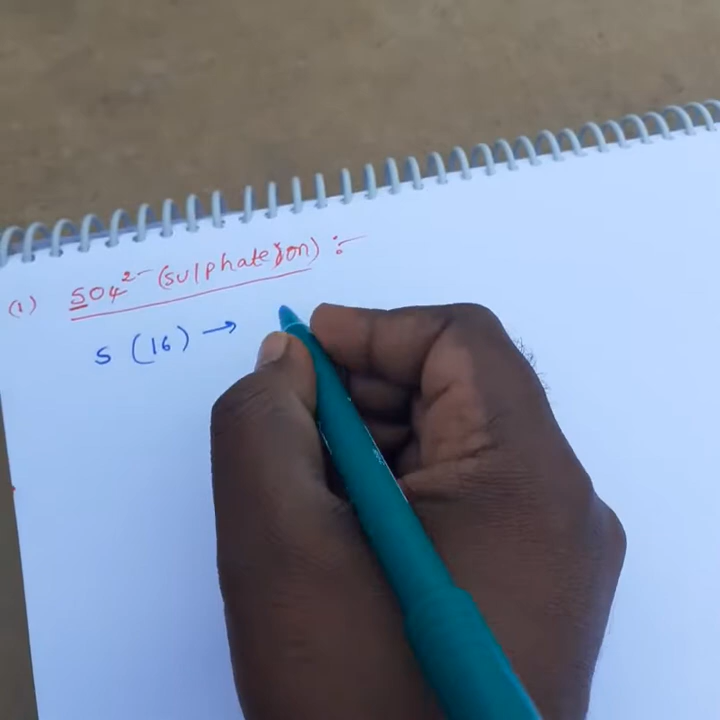 (1) SO₄²⁻ (sulphate ion) :-
S (16) →